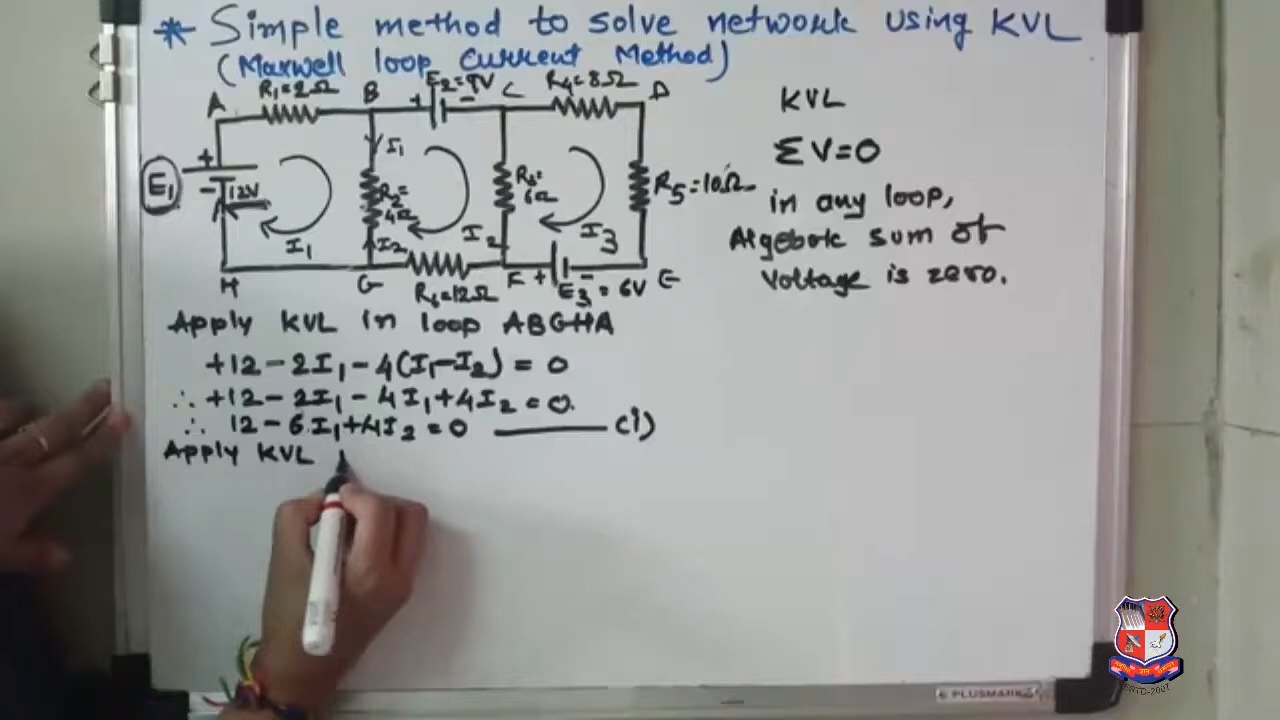 * Simple method to solve network using KVL
(Maxwell loop current Method)
A R₁=2Ω B + E₂=9V - C R₄=8Ω D
E₁ + - 12V
I₁
R₂=4Ω
I₂
R₃=6Ω
R₅=10Ω
I₁ I₂ I₃
H G R₆=12Ω F + E₃=6V - E
KVL
ΣV=0
in any loop,
Algebric sum of
voltage is zero.
Apply KVL in loop ABGHA
+12-2I₁-4(I₁-I₂)=0
∴ +12-2I₁-4I₁+4I₂=0.
∴ 12-6I₁+4I₂=0 ——— (i)
Apply KVL
PLUSMARK